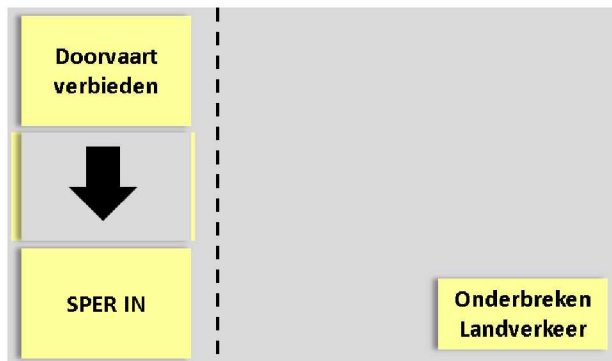 Doorvaart
verbieden
SPER IN
Onderbreken
Landverkeer